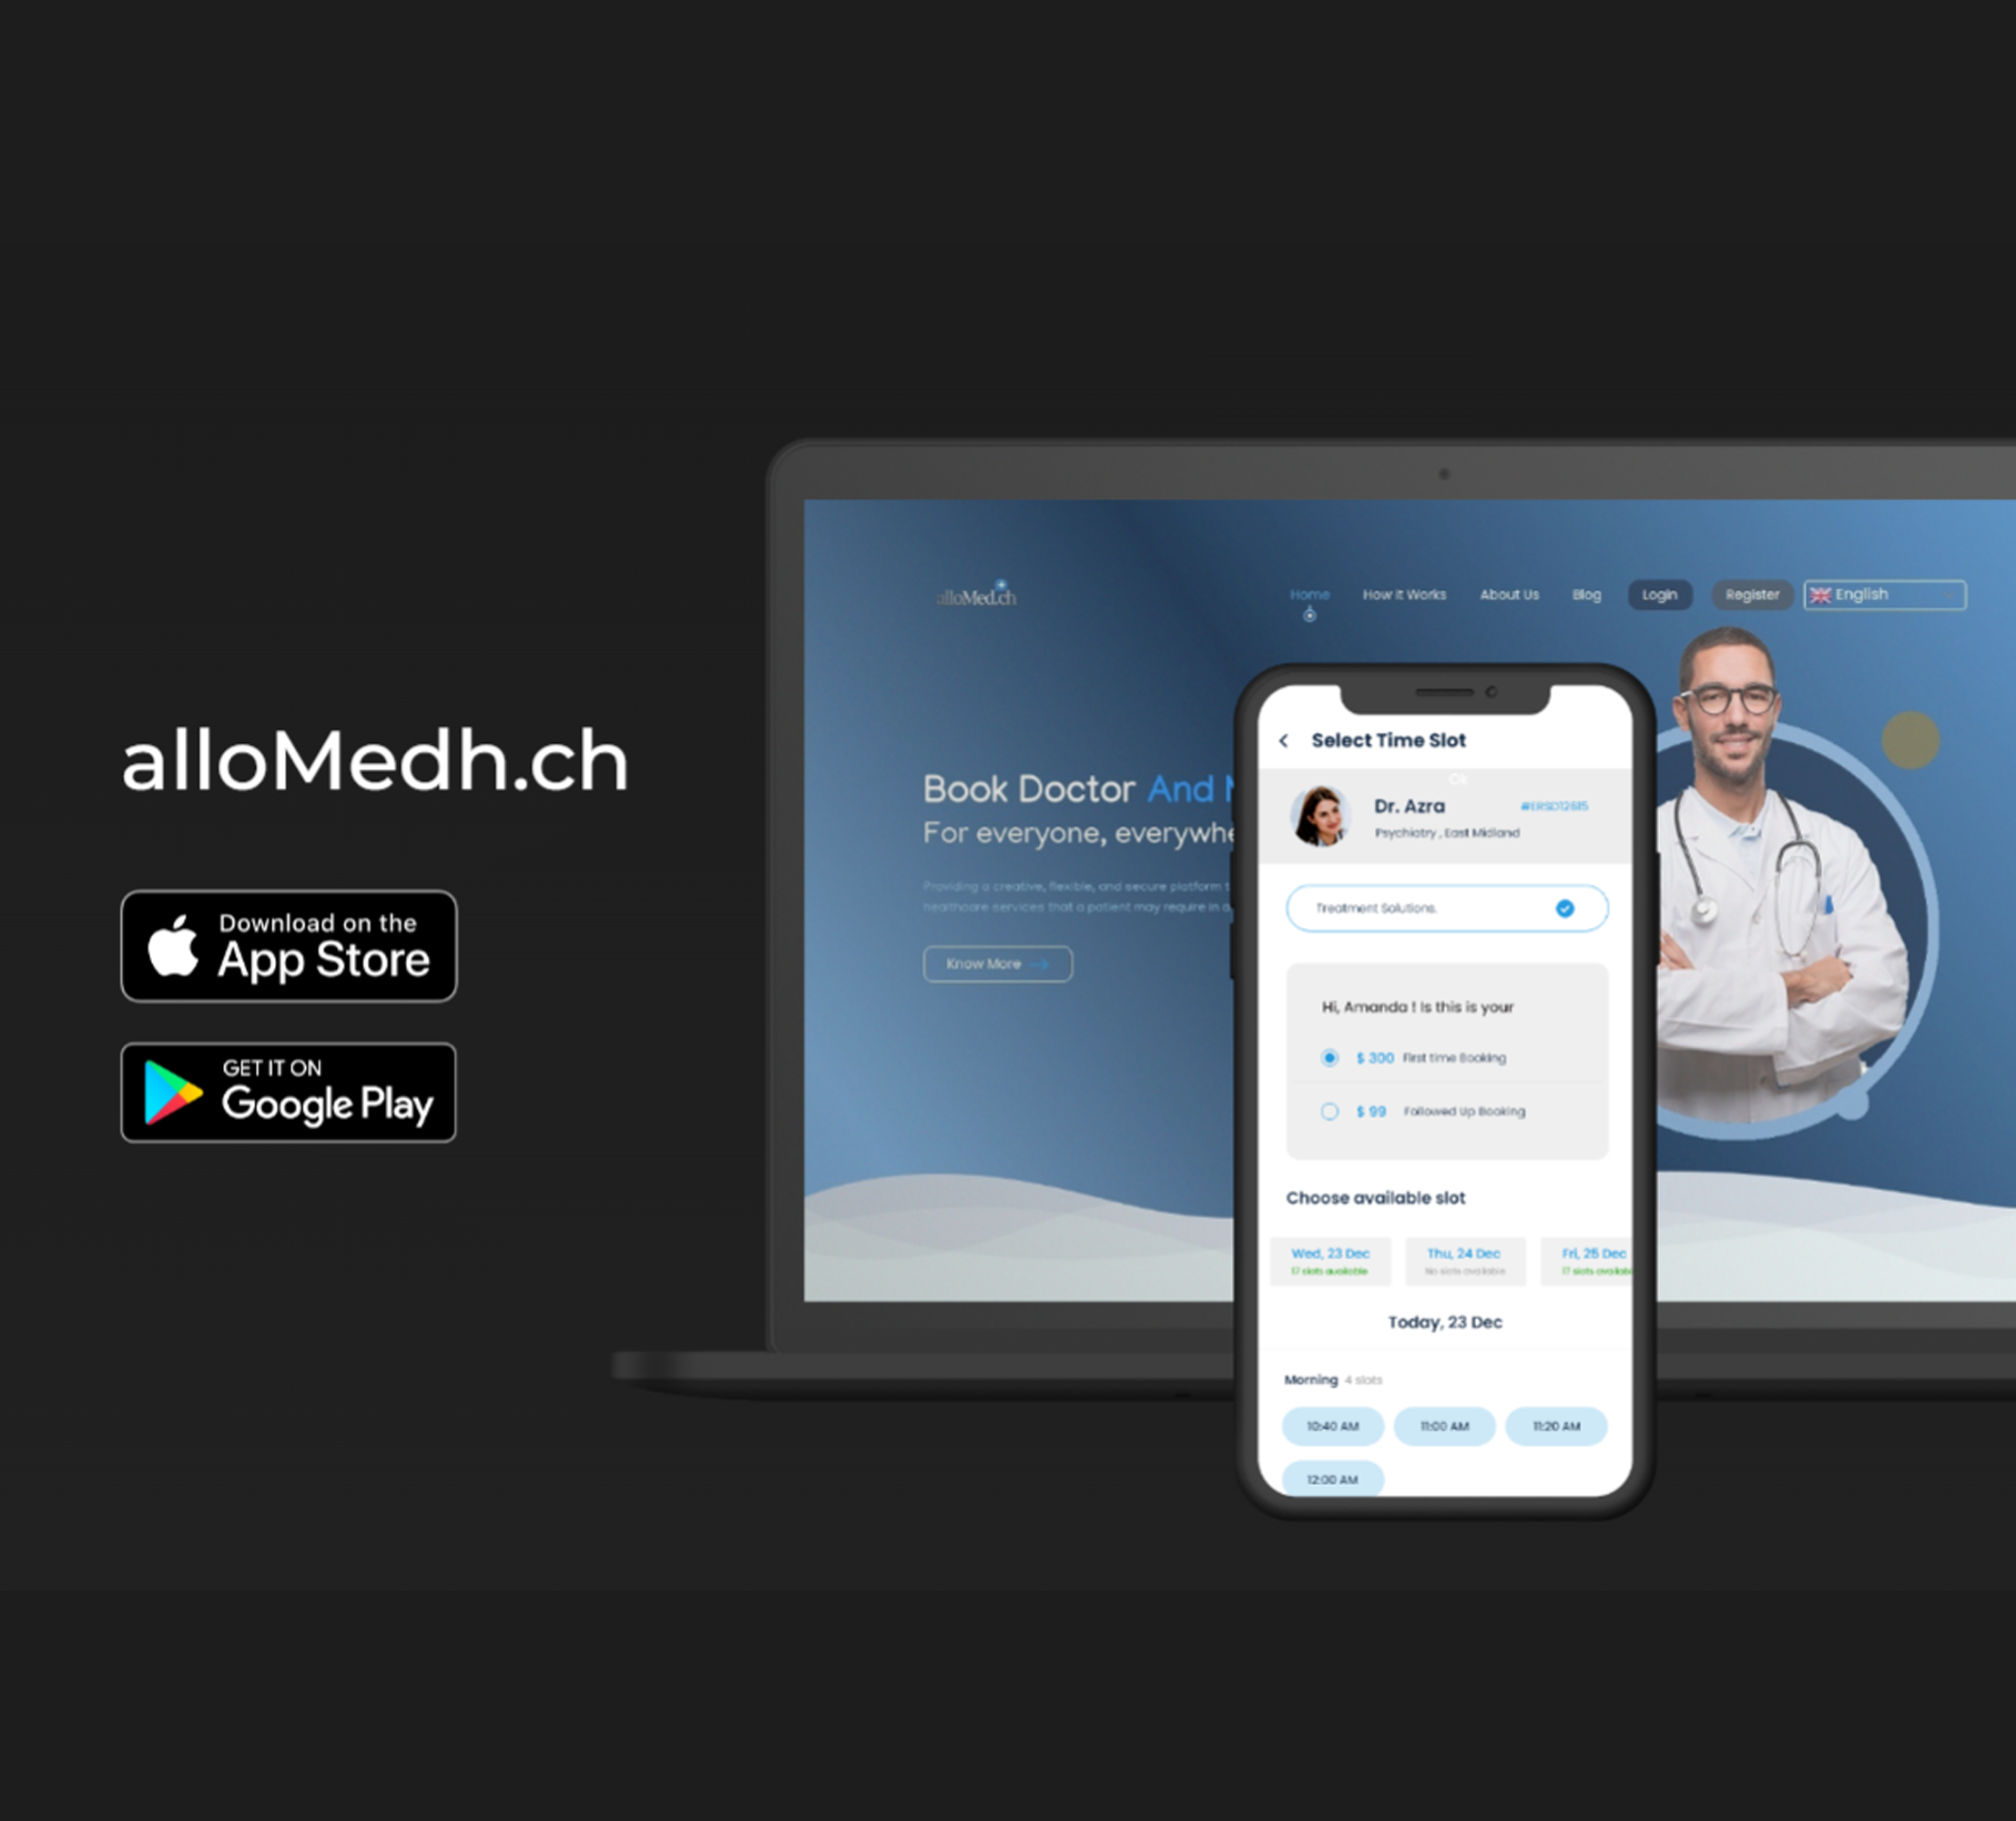 alloMedh.ch
Download on the
App Store
GET IT ON
Google Play
alloMed.ch
Home How it Works About Us Blog Login Register English
Book Doctor And
For everyone, everywhe
Providing a creative, flexible, and secure platform
healthcare services that a patient may require in a
Know More
Select Time Slot
Ok
Dr. Azra #ERSD12615
Psychiatry , East Midland
Treatment Solutions.
Hi, Amanda ! Is this is your
$ 300 First time Booking
$ 99 Followed Up Booking
Choose available slot
Wed, 23 Dec Thu, 24 Dec Fri, 25 Dec
17 slots available No slots available 17 slots availab
Today, 23 Dec
Morning 4 slots
10:40 AM 11:00 AM 11:20 AM
12:00 AM